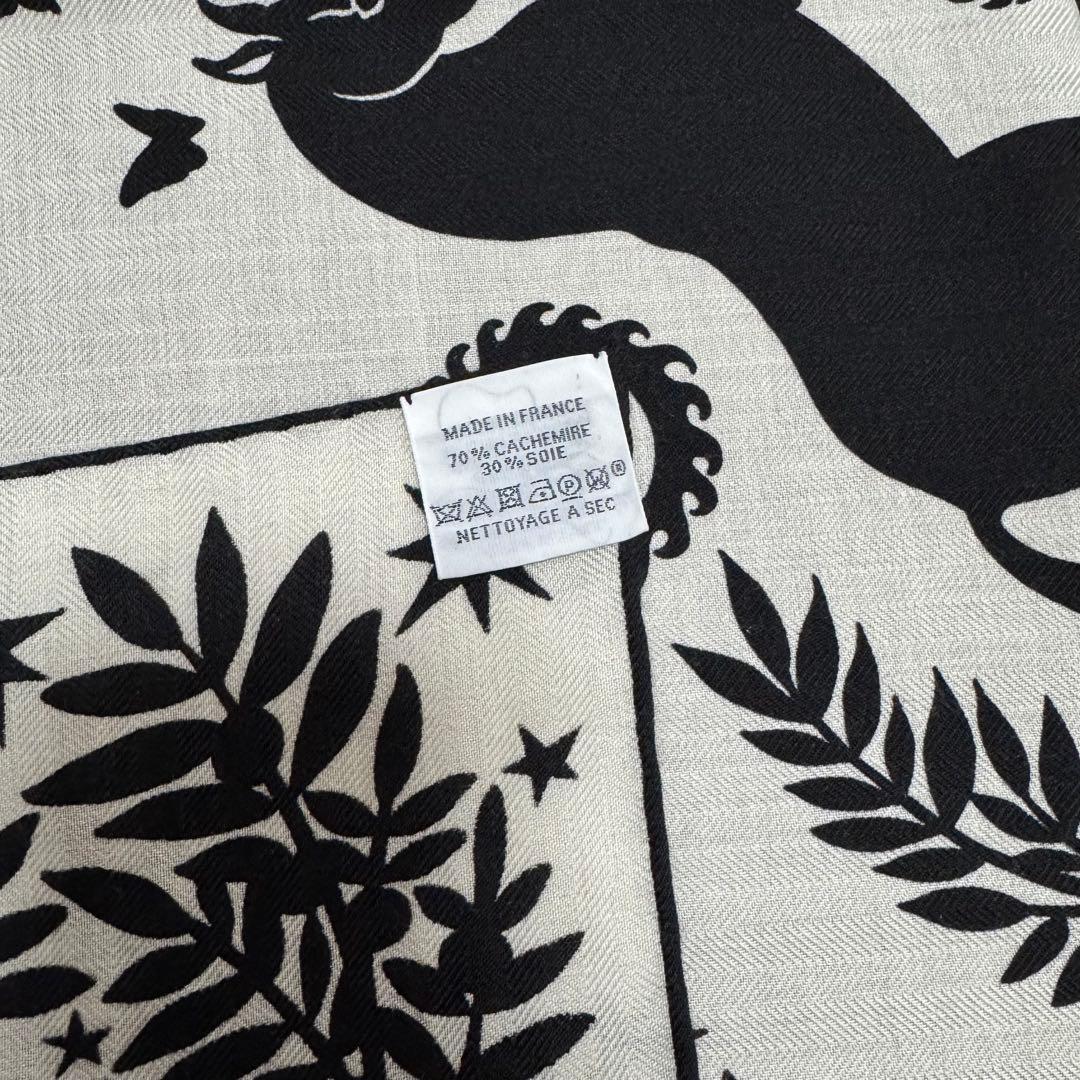 MADE IN FRANCE
70% CACHEMIRE
30% SOIE
P ®
NETTOYAGE A SEC